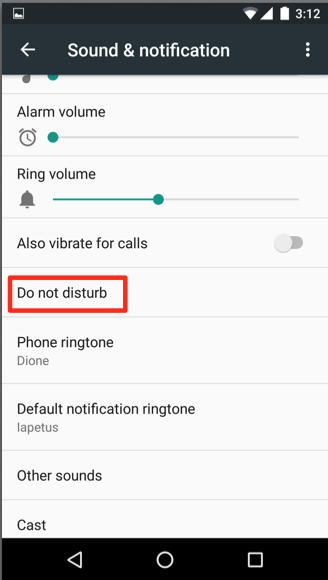 3:12
Sound & notification
Alarm volume
Ring volume
Also vibrate for calls
Do not disturb
Phone ringtone
Dione
Default notification ringtone
Iapetus
Other sounds
Cast